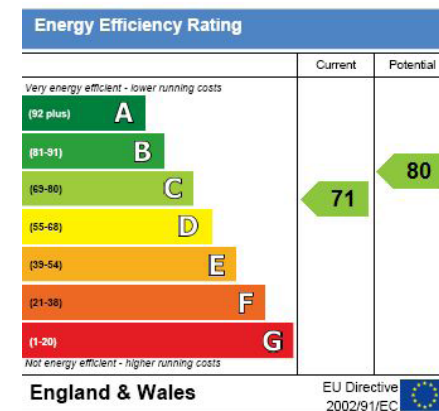 Energy Efficiency Rating
Current Potential
Very energy efficient - lower running costs
(92 plus) A
(81-91) B
(69-80) C
(55-68) D
(39-54) E
(21-38) F
(1-20) G
80
71
Not energy efficient - higher running costs
England & Wales
EU Directive
2002/91/EC